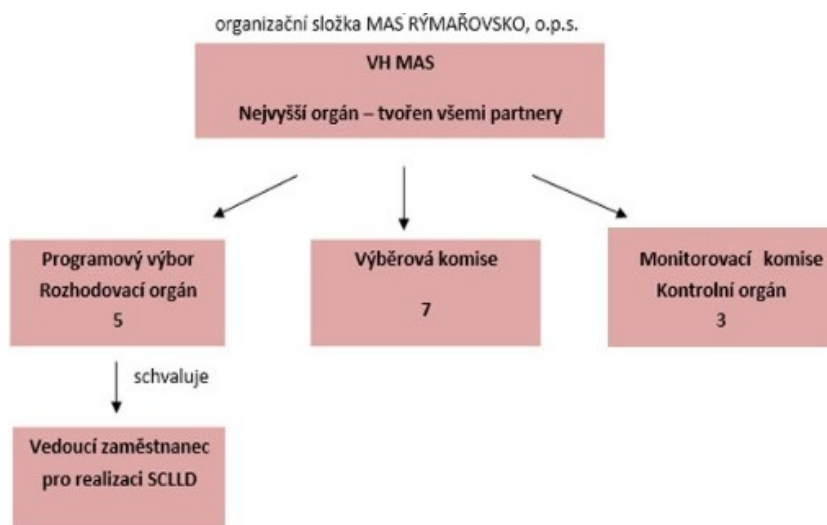 organizační složka MAS RÝMAŘOVSKO, o.p.s.
VH MAS
Nejvyšší orgán – tvořen všemi partnery
Programový výbor
Rozhodovací orgán
5
Výběrová komise
7
Monitorovací komise
Kontrolní orgán
3
schvaluje
Vedoucí zaměstnanec
pro realizaci SCLLD